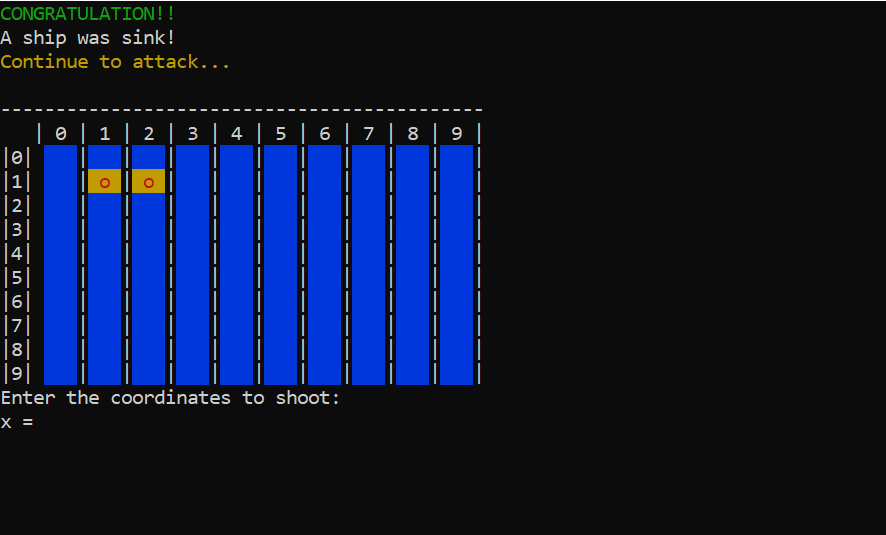 CONGRATULATION!!
A ship was sink!
Continue to attack...
--------------------------------------------
   | 0 | 1 | 2 | 3 | 4 | 5 | 6 | 7 | 8 | 9 |
|0|   |   |   |   |   |   |   |   |   |   |
|1|   | o | o |   |   |   |   |   |   |   |
|2|   |   |   |   |   |   |   |   |   |   |
|3|   |   |   |   |   |   |   |   |   |   |
|4|   |   |   |   |   |   |   |   |   |   |
|5|   |   |   |   |   |   |   |   |   |   |
|6|   |   |   |   |   |   |   |   |   |   |
|7|   |   |   |   |   |   |   |   |   |   |
|8|   |   |   |   |   |   |   |   |   |   |
|9|   |   |   |   |   |   |   |   |   |   |
Enter the coordinates to shoot:
x =